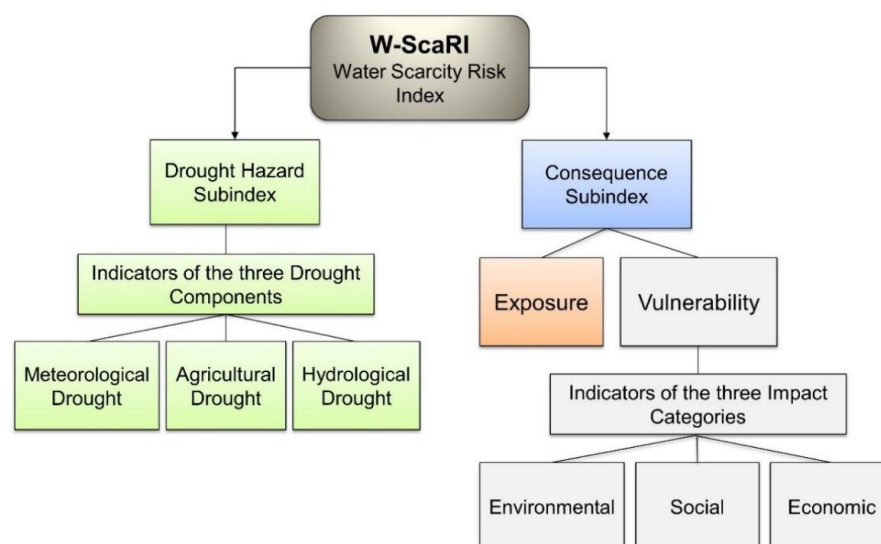 W-ScaRI
Water Scarcity Risk
Index
Drought Hazard
Subindex
Consequence
Subindex
Indicators of the three Drought
Components
Exposure
Vulnerability
Meteorological
Drought
Agricultural
Drought
Hydrological
Drought
Indicators of the three Impact
Categories
Environmental
Social
Economic